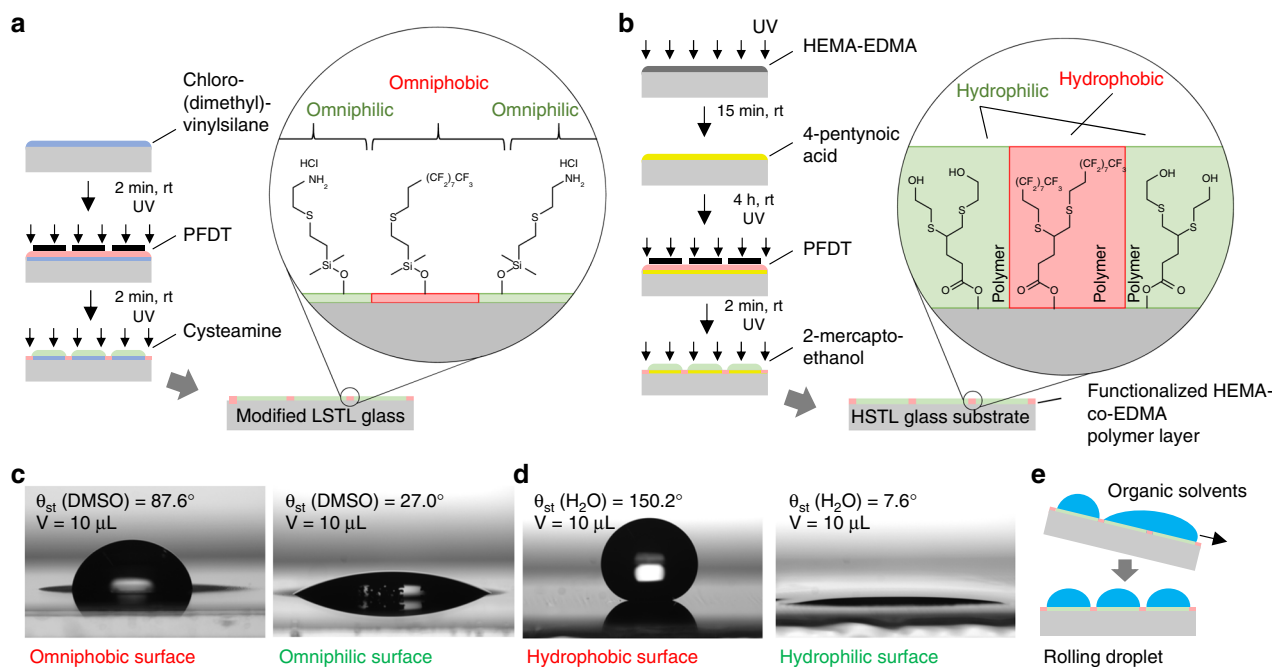 a
Chloro-
(dimethyl)-
vinylsilane
2 min, rt
UV
PFDT
2 min, rt
UV
Cysteamine
Omniphobic
Omniphilic
Omniphilic
HCl
NH2
S
Si
O
(CF2)7CF3
S
Si
O
HCl
NH2
S
Si
O
Modified LSTL glass
b
UV
HEMA-EDMA
15 min, rt
4-pentynoic
acid
4 h, rt
UV
PFDT
2 min, rt
UV
2-mercapto-
ethanol
Hydrophobic
Hydrophilic
OH
HO
S
S
O
O
Polymer
(CF2)7CF3
(CF2)7CF3
S
S
O
O
Polymer
Polymer
OH
OH
S
S
O
O
HSTL glass substrate
Functionalized HEMA-
co-EDMA
polymer layer
c
θst (DMSO) = 87.6°
V = 10 µL
Omniphobic surface
θst (DMSO) = 27.0°
V = 10 µL
Omniphilic surface
d
θst (H2O) = 150.2°
V = 10 µL
Hydrophobic surface
θst (H2O) = 7.6°
V = 10 µL
Hydrophilic surface
e
Organic solvents
Rolling droplet